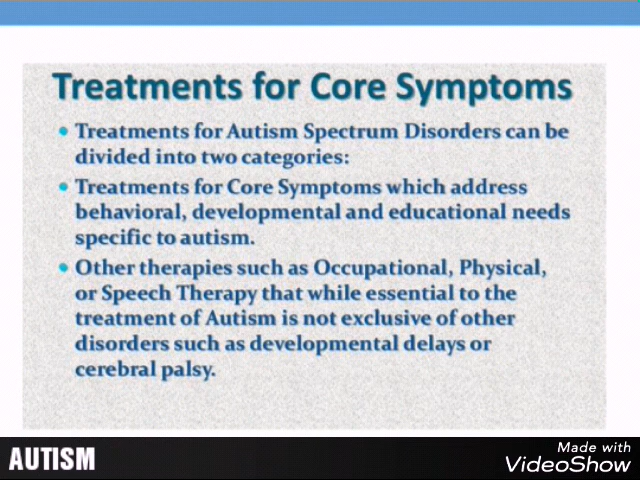 Treatments for Core Symptoms
• Treatments for Autism Spectrum Disorders can be
divided into two categories:
• Treatments for Core Symptoms which address
behavioral, developmental and educational needs
specific to autism.
• Other therapies such as Occupational, Physical,
or Speech Therapy that while essential to the
treatment of Autism is not exclusive of other
disorders such as developmental delays or
cerebral palsy.
AUTISM
Made with
VideoShow